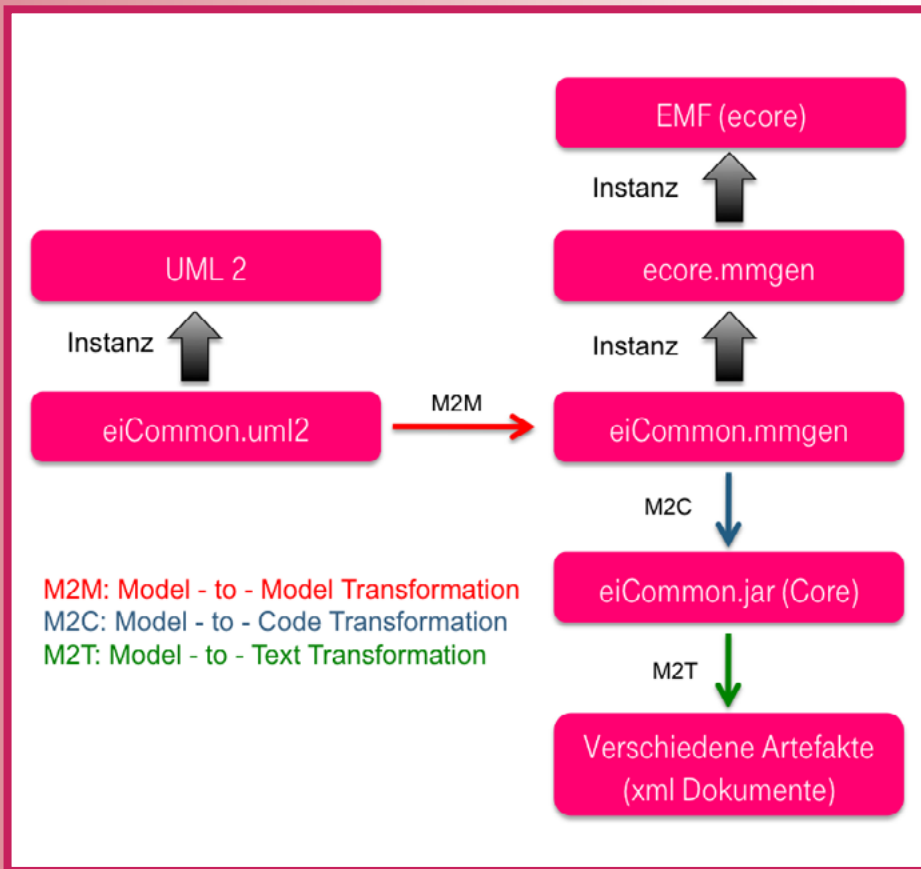 EMF (ecore)
Instanz
UML 2
ecore.mmgen
Instanz
Instanz
eiCommon.uml2
M2M
eiCommon.mmgen
M2C
M2M: Model - to - Model Transformation
M2C: Model - to - Code Transformation
M2T: Model - to - Text Transformation
eiCommon.jar (Core)
M2T
Verschiedene Artefakte
(xml Dokumente)